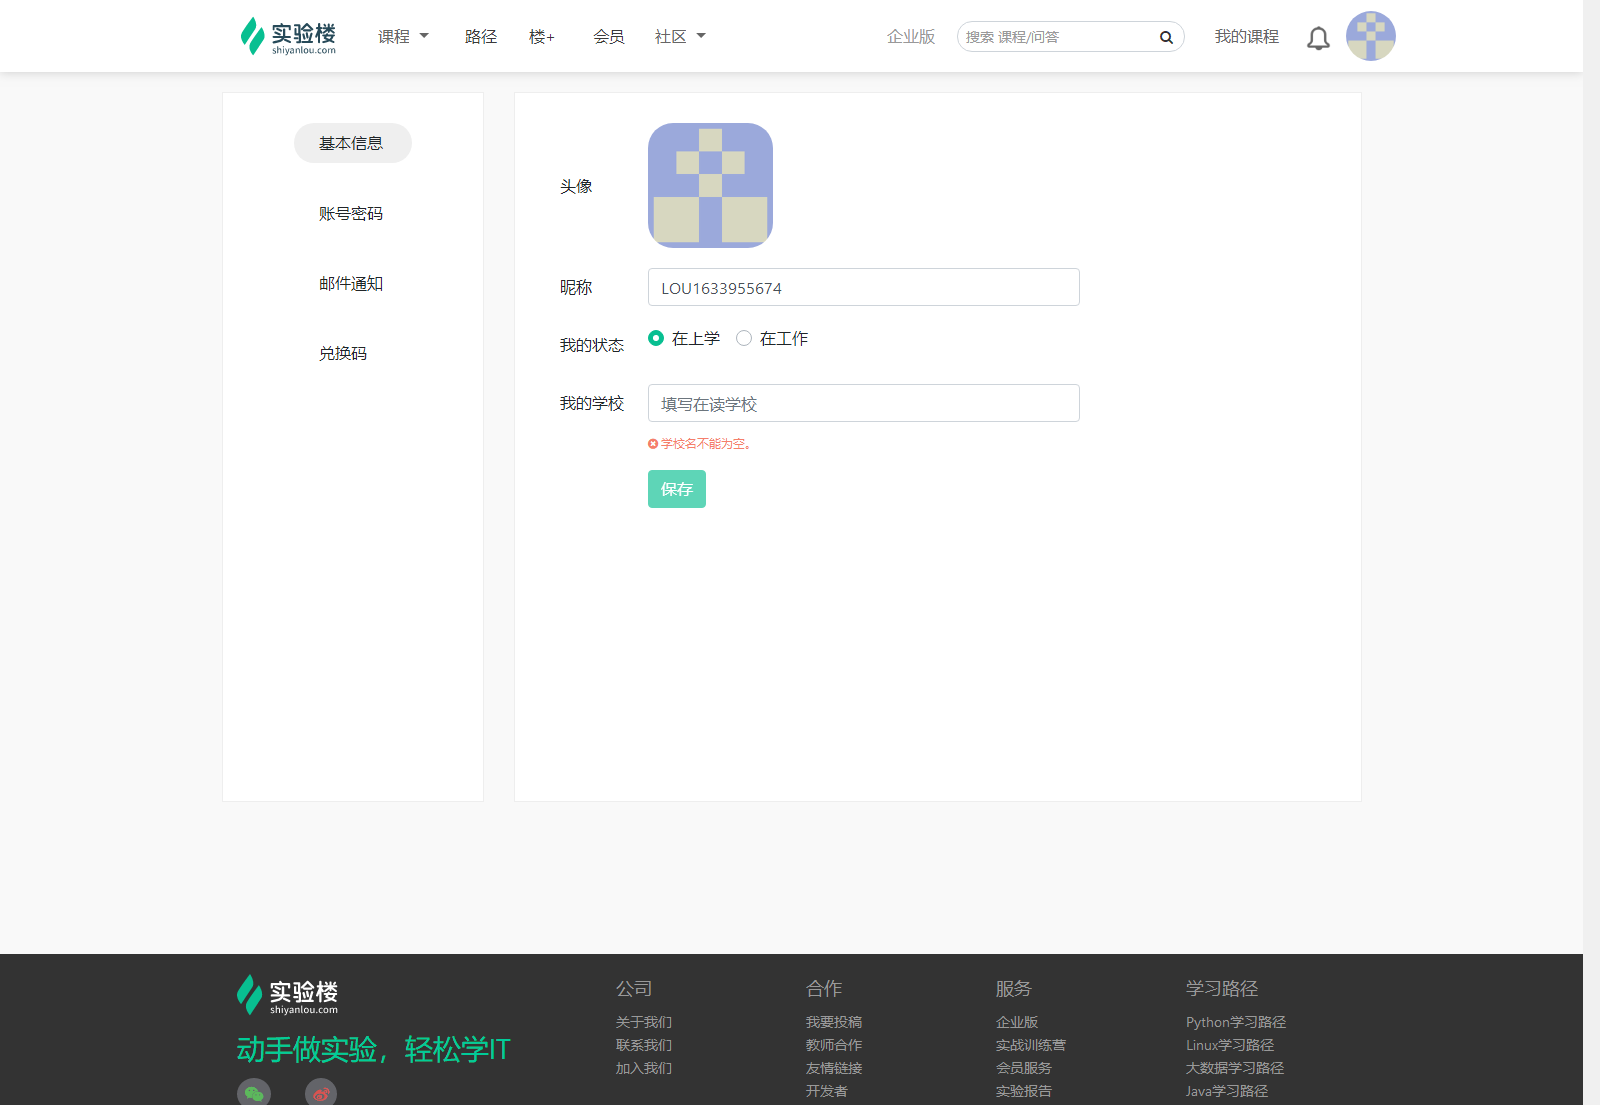 实验楼
shiyanlou.com
课程 路径 楼+ 会员 社区 企业版 搜索 课程/问答 我的课程
基本信息
账号密码
邮件通知
兑换码
头像
昵称 LOU1633955674
我的状态 在上学 在工作
我的学校 填写在读学校
学校名不能为空。
保存
实验楼
shiyanlou.com
动手做实验，轻松学IT
公司
关于我们
联系我们
加入我们
合作
我要投稿
教师合作
友情链接
开发者
服务
企业版
实战训练营
会员服务
实验报告
学习路径
Python学习路径
Linux学习路径
大数据学习路径
Java学习路径